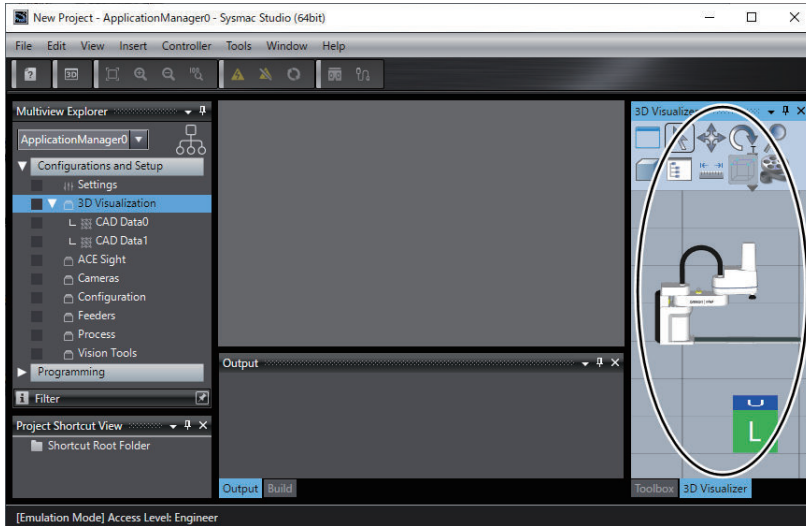 New Project - ApplicationManager0 - Sysmac Studio (64bit)
File Edit View Insert Controller Tools Window Help
Multiview Explorer
ApplicationManager0
Configurations and Setup
Settings
3D Visualization
CAD Data0
CAD Data1
ACE Sight
Cameras
Configuration
Feeders
Process
Vision Tools
Programming
Filter
Project Shortcut View
Shortcut Root Folder
Output
Output Build
3D Visualizer
L
Toolbox 3D Visualizer
[Emulation Mode] Access Level: Engineer